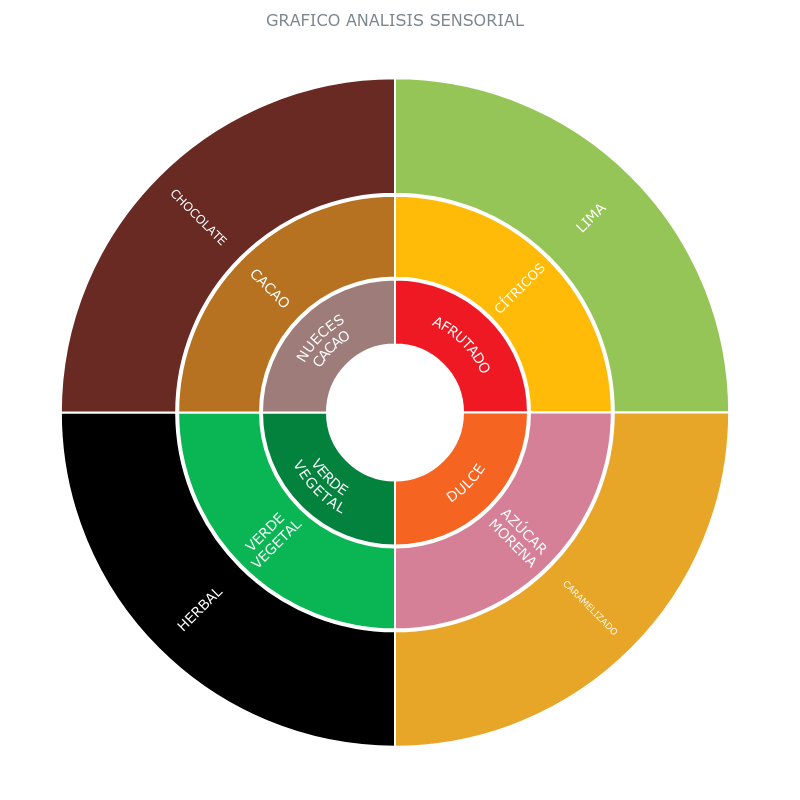 GRAFICO ANALISIS SENSORIAL
CHOCOLATE
LIMA
CACAO
CÍTRICOS
NUECES
CACAO
AFRUTADO
VERDE
VEGETAL
DULCE
VERDE
VEGETAL
AZÚCAR
MORENA
HERBAL
CARAMELIZADO